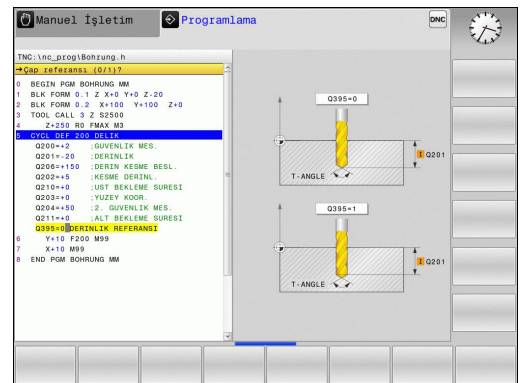 Manuel İşletim
Programlama
DNC
TNC:\nc_prog\Bohrung.h
→Çap referansı (0/1)?
0 BEGIN PGM BOHRUNG MM
1 BLK FORM 0.1 Z X+0 Y+0 Z-20
2 BLK FORM 0.2 X+100 Y+100 Z+0
3 TOOL CALL 3 Z S2500
4 Z+250 R0 FMAX M3
5 CYCL DEF 200 DELIK
Q200=+2 ;GUVENLIK MES.
Q201=-20 ;DERINLIK
Q206=+150 ;DERIN KESME BESL.
Q202=+5 ;KESME DERINL.
Q210=+0 ;UST BEKLEME SURESI
Q203=+0 ;YUZEY KOOR.
Q204=+50 ;2. GUVENLIK MES.
Q211=+0 ;ALT BEKLEME SURESI
Q395=0 DERINLIK REFERANSI
6 Y+10 F200 M99
7 X+10 M99
8 END PGM BOHRUNG MM
Q395=0
I Q201
T-ANGLE
Q395=1
I Q201
T-ANGLE